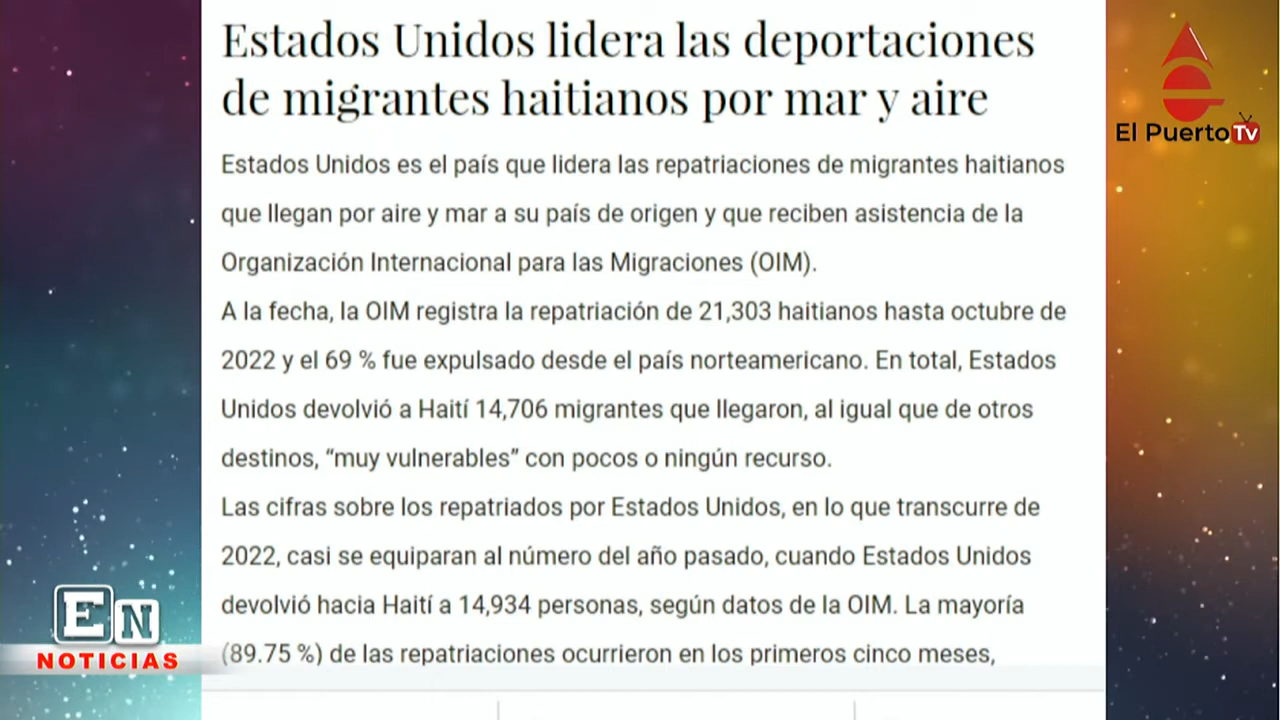 Estados Unidos lidera las deportaciones
de migrantes haitianos por mar y aire
El Puerto Tv
Estados Unidos es el país que lidera las repatriaciones de migrantes haitianos
que llegan por aire y mar a su país de origen y que reciben asistencia de la
Organización Internacional para las Migraciones (OIM).
A la fecha, la OIM registra la repatriación de 21,303 haitianos hasta octubre de
2022 y el 69 % fue expulsado desde el país norteamericano. En total, Estados
Unidos devolvió a Haití 14,706 migrantes que llegaron, al igual que de otros
destinos, “muy vulnerables” con pocos o ningún recurso.
Las cifras sobre los repatriados por Estados Unidos, en lo que transcurre de
2022, casi se equiparan al número del año pasado, cuando Estados Unidos
devolvió hacia Haití a 14,934 personas, según datos de la OIM. La mayoría
(89.75 %) de las repatriaciones ocurrieron en los primeros cinco meses,
EN
NOTICIAS